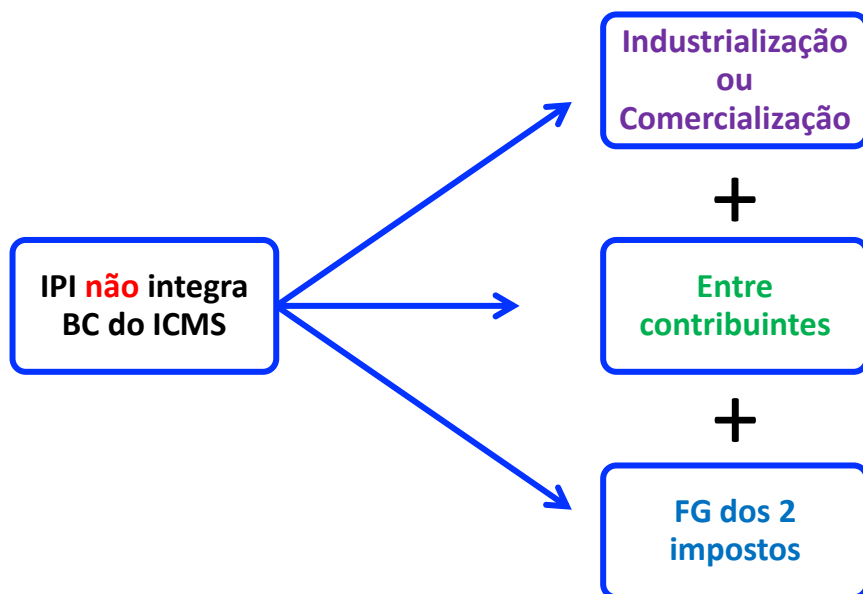 IPI não integra
BC do ICMS
Industrialização
ou
Comercialização
+
Entre
contribuintes
+
FG dos 2
impostos